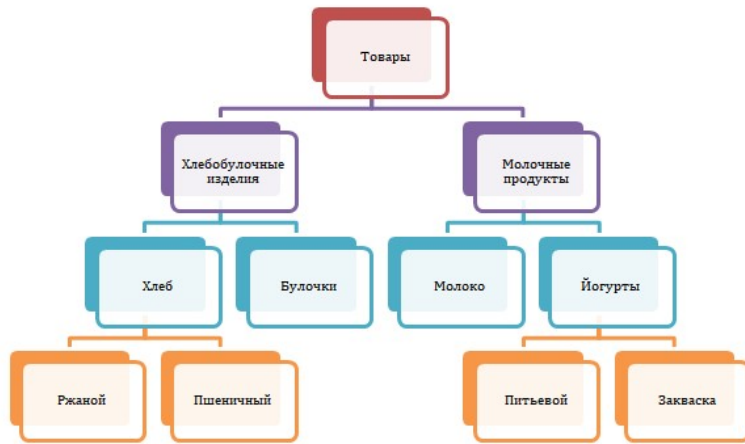 Товары
Хлебобулочные
изделия
Молочные
продукты
Хлеб
Булочки
Молоко
Йогурты
Ржаной
Пшеничный
Питьевой
Закваска